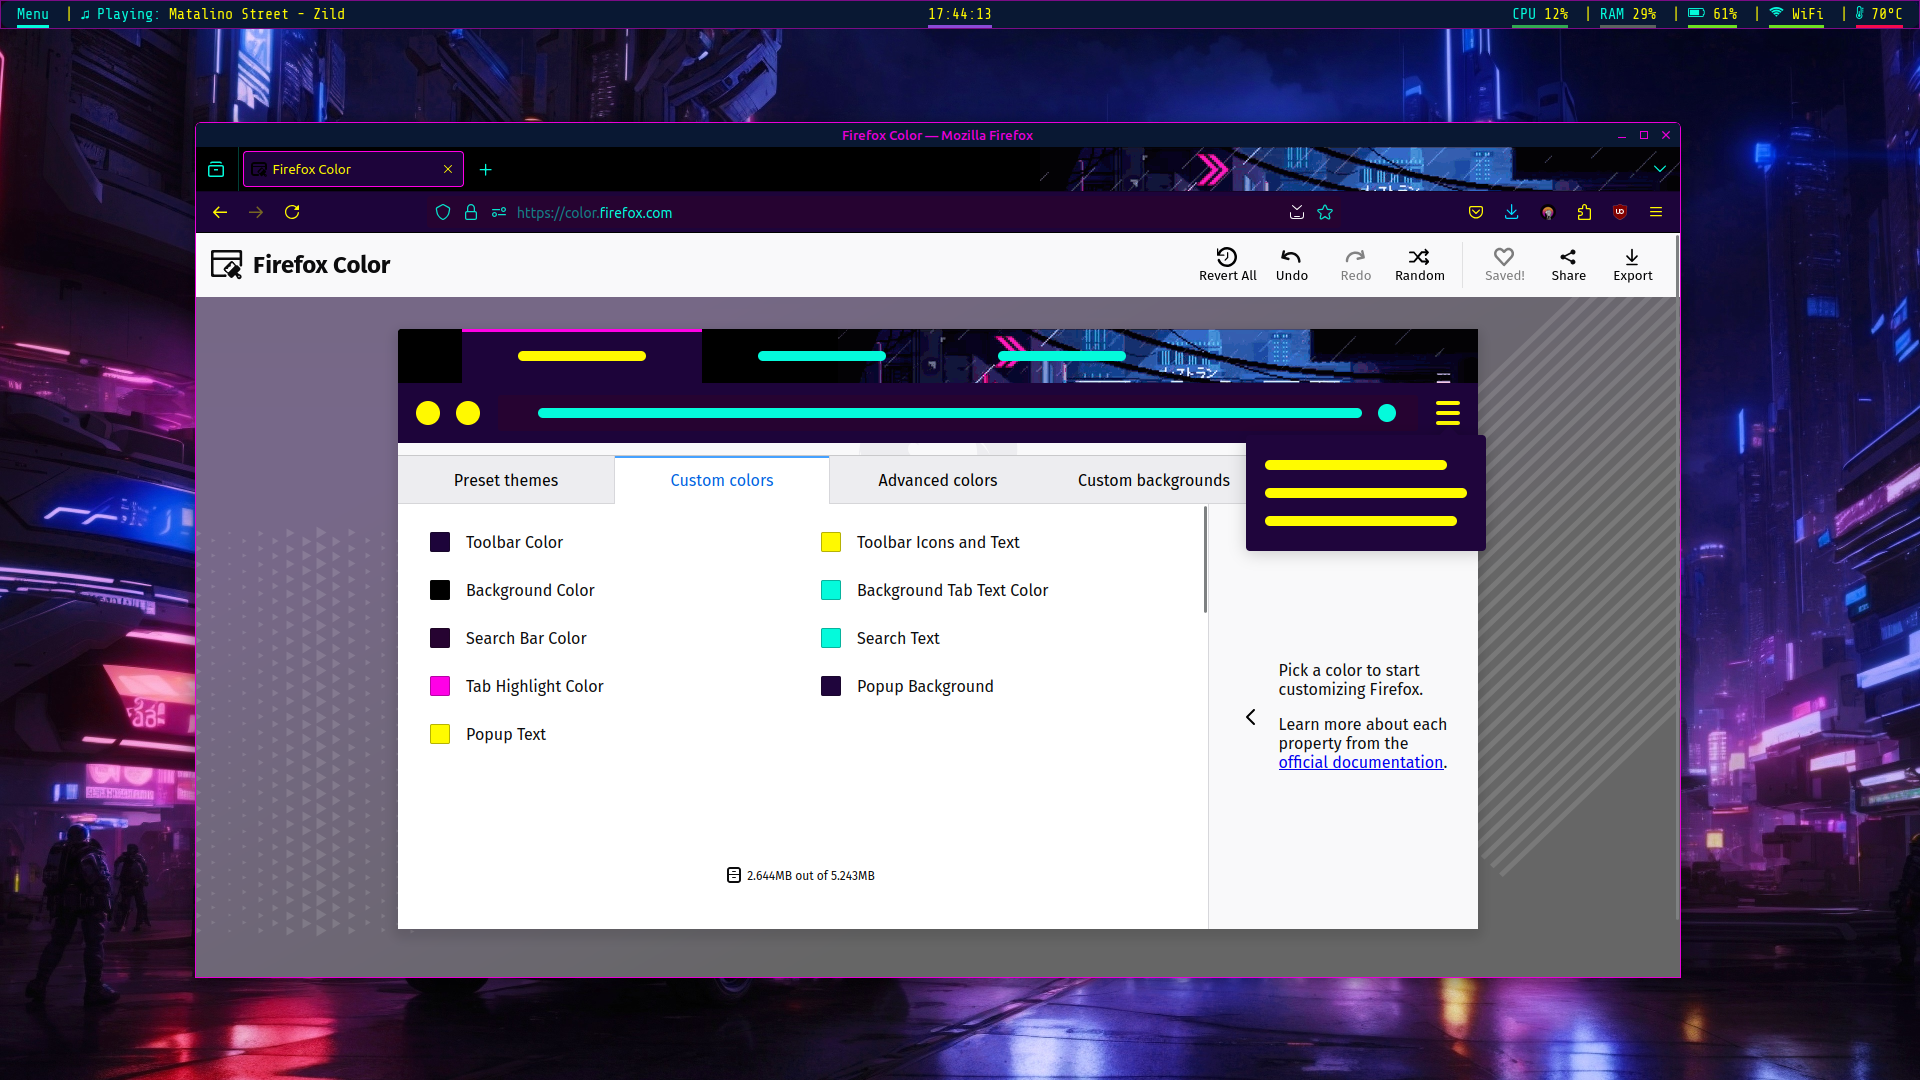 Menu | ♫ Playing: Matalino Street - Zild
17:44:13
CPU 12% | RAM 29% | 61% | WiFi | 70°C
Firefox Color — Mozilla Firefox
Firefox Color
https://color.firefox.com
Firefox Color
Revert All
Undo
Redo
Random
Saved!
Share
Export
Preset themes
Custom colors
Advanced colors
Custom backgrounds
Toolbar Color
Toolbar Icons and Text
Background Color
Background Tab Text Color
Search Bar Color
Search Text
Tab Highlight Color
Popup Background
Popup Text
Pick a color to start
customizing Firefox.
Learn more about each
property from the
official documentation.
2.644MB out of 5.243MB